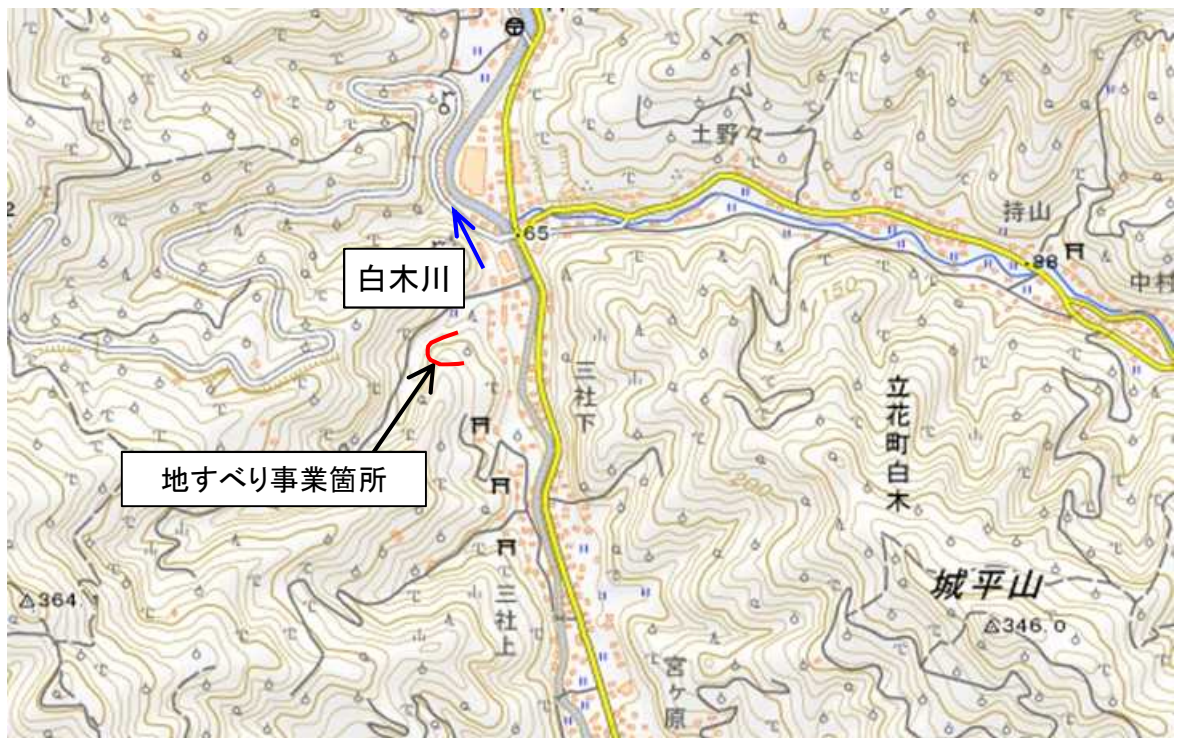 土野々
持山
65
88
中村
白木川
150
三社下
立花町白木
地すべり事業箇所
200
三社上
城平山
364
346.0
宮ヶ原